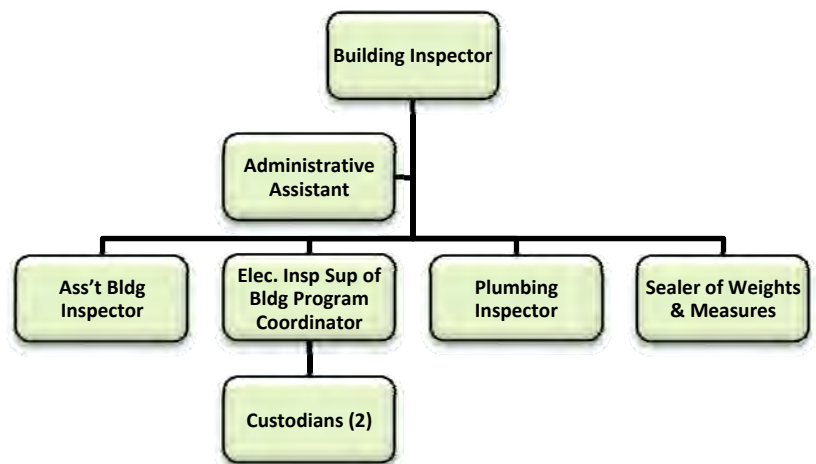 Building Inspector
Administrative
Assistant
Ass’t Bldg
Inspector
Elec. Insp Sup of
Bldg Program
Coordinator
Plumbing
Inspector
Sealer of Weights
& Measures
Custodians (2)